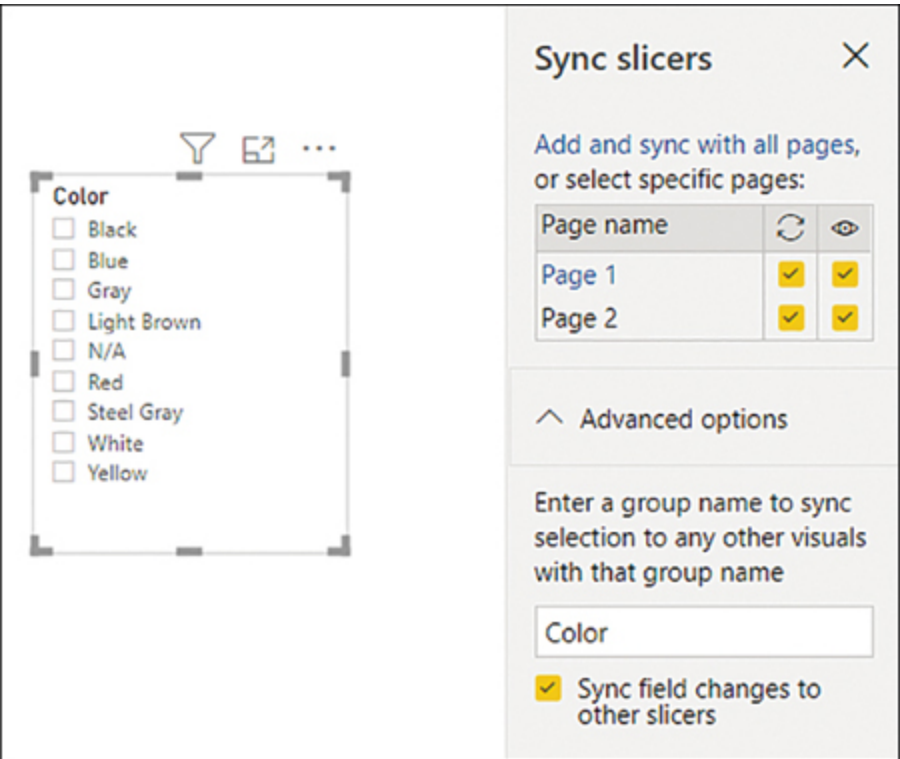 Color
Black
Blue
Gray
Light Brown
N/A
Red
Steel Gray
White
Yellow
Sync slicers
Add and sync with all pages,
or select specific pages:
Page name
Page 1
Page 2
Advanced options
Enter a group name to sync
selection to any other visuals
with that group name
Color
Sync field changes to
other slicers